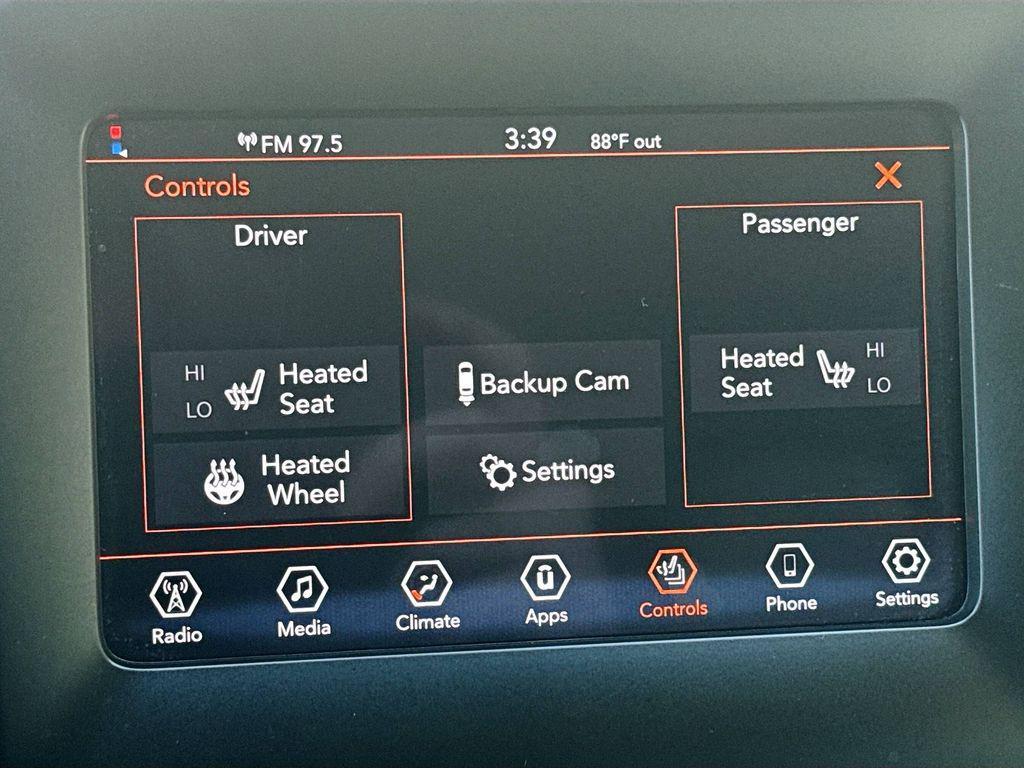 FM 97.5 3:39 88°F out
Controls
Driver
Passenger
HI
LO
Heated
Seat
Heated
Wheel
Backup Cam
Settings
Heated
Seat
HI
LO
Radio Media Climate Apps Controls Phone Settings